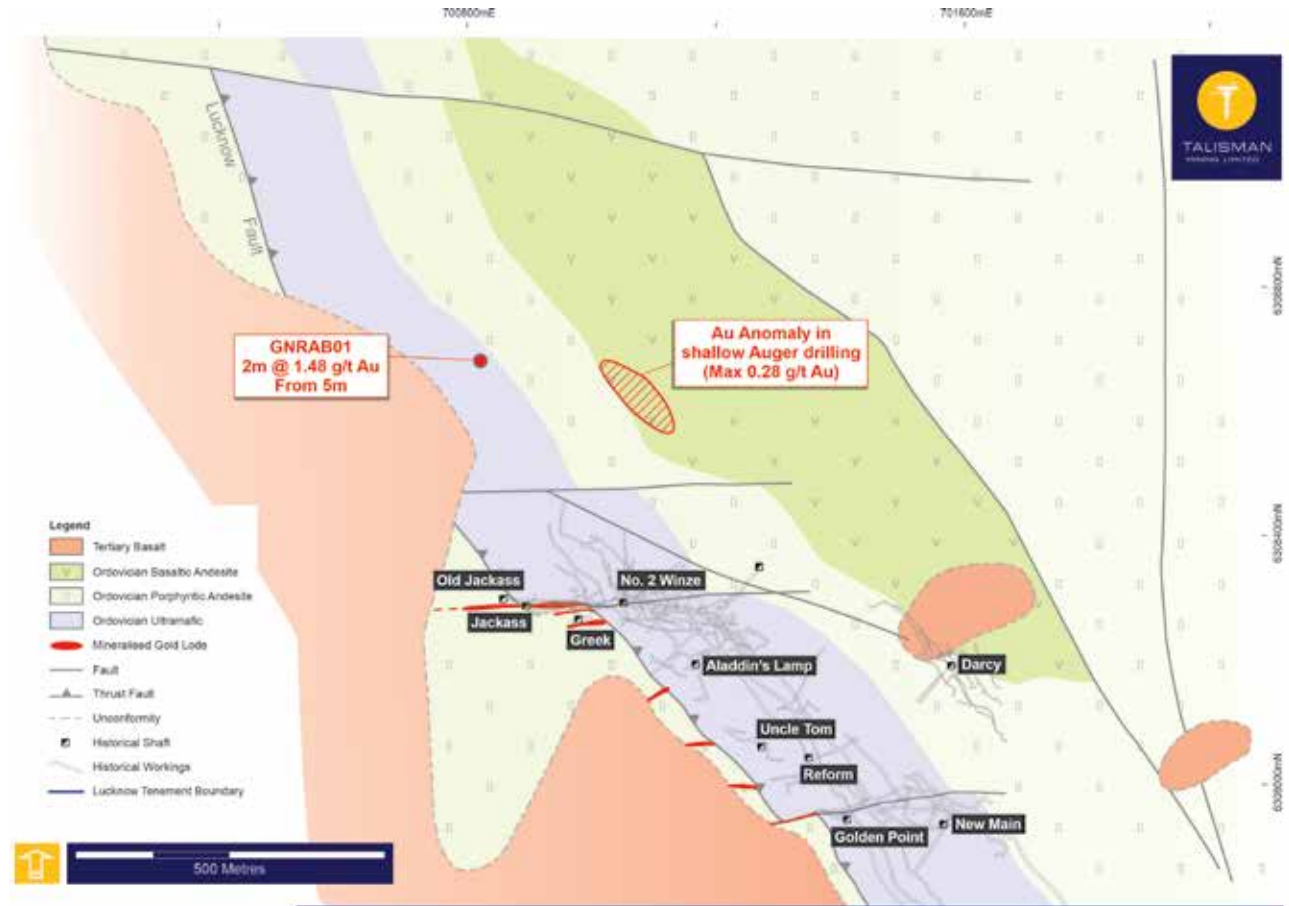 700800mE
701600mE
TALISMAN
MINING LIMITED
Lucknow Fault
6308800mN
GNRAB01
2m @ 1.48 g/t Au
From 5m
Au Anomaly in
shallow Auger drilling
(Max 0.28 g/t Au)
6308400mN
Legend
Tertiary Basalt
V Ordovician Basaltic Andesite
Ordovician Porphyritic Andesite
Ordovician Ultramafic
Mineralised Gold Lode
Fault
Thrust Fault
Unconformity
Historical Shaft
Historical Workings
Lucknow Tenement Boundary
Old Jackass
No. 2 Winze
Jackass
Greek
Aladdin's Lamp
Darcy
Uncle Tom
Reform
6308000mN
Golden Point
New Main
500 Metres